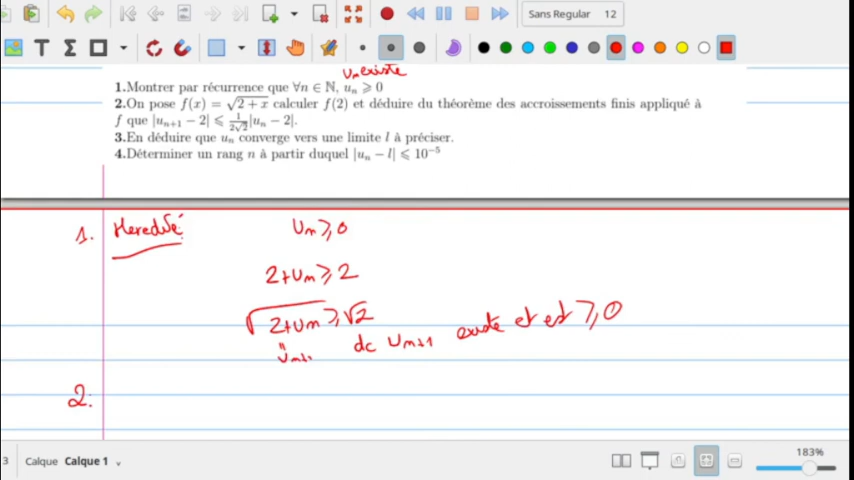 Sans Regular 12
un existe
1.Montrer par récurrence que ∀n ∈ ℕ, uₙ ⩾ 0
2.On pose f(x) = √(2 + x) calculer f(2) et déduire du théorème des accroissements finis appliqué à
f que |uₙ₊₁ − 2| ⩽ 1/(2√2)|uₙ − 2|.
3.En déduire que uₙ converge vers une limite l à préciser.
4.Déterminer un rang n à partir duquel |uₙ − l| ⩽ 10⁻⁵
1. Heredité uₙ ⩾ 0
2+uₙ ⩾ 2
√(2+uₙ) ⩾ √2
" uₙ₊₁ dc uₙ₊₁ existe et est ⩾ 0
2.
3 Calque Calque 1 183%